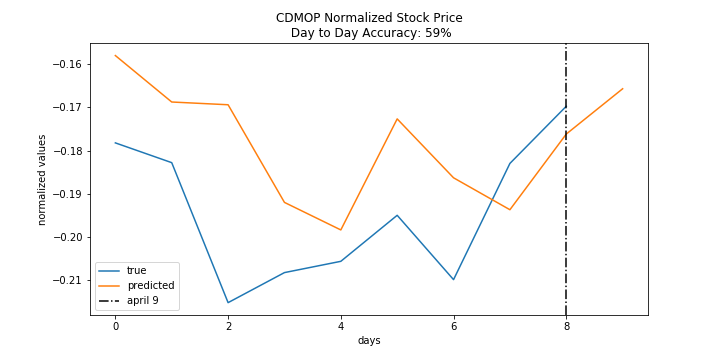 CDMOP Normalized Stock Price
Day to Day Accuracy: 59%
−0.16
−0.17
−0.18
−0.19
−0.20
−0.21
normalized values
true
predicted
april 9
0
2
4
6
8
days